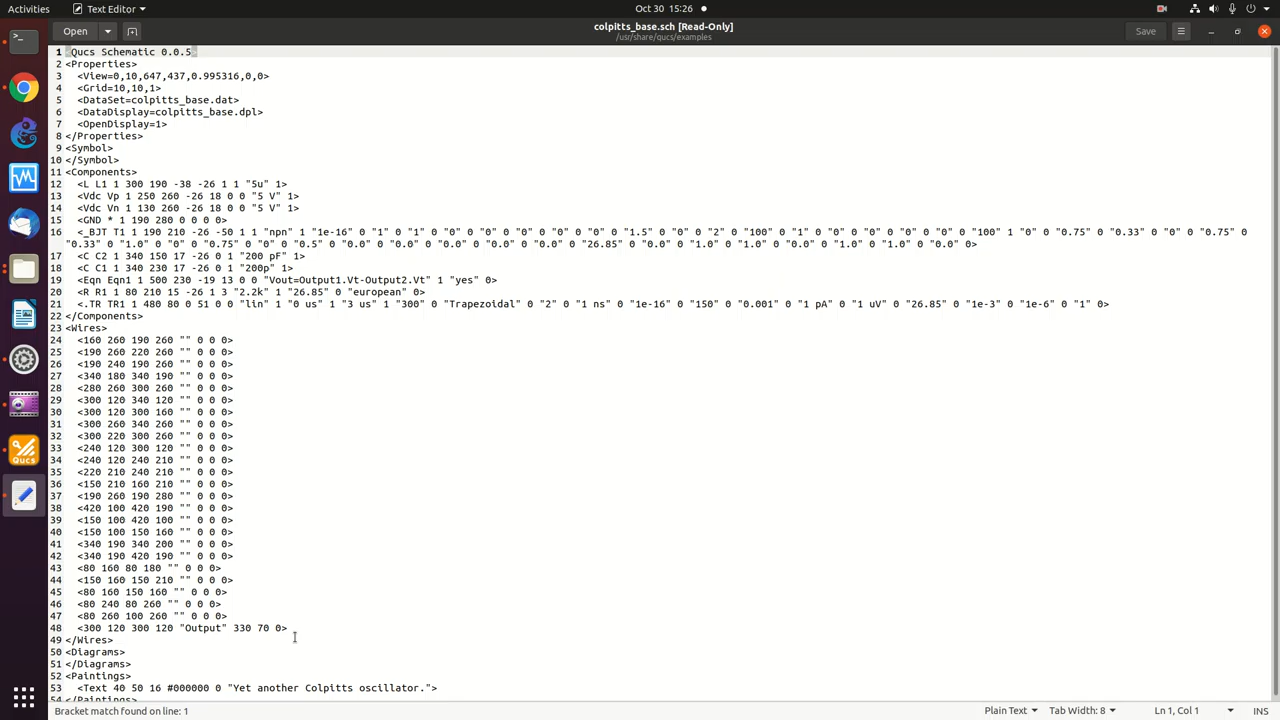 Activities
Text Editor
Oct 30 15:26
Open
colpitts_base.sch [Read-Only]
/usr/share/qucs/examples
Save
1 <Qucs Schematic 0.0.5>
2 <Properties>
3 <View=0,10,647,437,0.995316,0,0>
4 <Grid=10,10,1>
5 <DataSet=colpitts_base.dat>
6 <DataDisplay=colpitts_base.dpl>
7 <OpenDisplay=1>
8 </Properties>
9 <Symbol>
10 </Symbol>
11 <Components>
12 <L L1 1 300 190 -38 -26 1 1 "5u" 1>
13 <Vdc Vp 1 250 260 -26 18 0 0 "5 V" 1>
14 <Vdc Vn 1 130 260 -26 18 0 0 "5 V" 1>
15 <GND * 1 190 280 0 0 0 0>
16 <_BJT T1 1 190 210 -26 -50 1 1 "npn" 1 "1e-16" 0 "1" 0 "1" 0 "0" 0 "0" 0 "0" 0 "0" 0 "0" 0 "1.5" 0 "0" 0 "2" 0 "100" 0 "1" 0 "0" 0 "0" 0 "0" 0 "0" 0 "0" 0 "100" 1 "0" 0 "0.75" 0 "0.33" 0 "0" 0 "0.75" 0
"0.33" 0 "1.0" 0 "0" 0 "0.75" 0 "0" 0 "0.5" 0 "0.0" 0 "0.0" 0 "0.0" 0 "0.0" 0 "0.0" 0 "0.0" 0 "26.85" 0 "0.0" 0 "1.0" 0 "1.0" 0 "0.0" 0 "1.0" 0 "1.0" 0 "0.0" 0>
17 <C C2 1 340 150 17 -26 0 1 "200 pF" 1>
18 <C C1 1 340 230 17 -26 0 1 "200p" 1>
19 <Eqn Eqn1 1 500 230 -19 13 0 0 "Vout=Output1.Vt-Output2.Vt" 1 "yes" 0>
20 <R R1 1 80 210 15 -26 1 3 "2.2k" 1 "26.85" 0 "european" 0>
21 <.TR TR1 1 480 80 0 51 0 0 "lin" 1 "0 us" 1 "3 us" 1 "300" 0 "Trapezoidal" 0 "2" 0 "1 ns" 0 "1e-16" 0 "150" 0 "0.001" 0 "1 pA" 0 "1 uV" 0 "26.85" 0 "1e-3" 0 "1e-6" 0 "1" 0>
22 </Components>
23 <Wires>
24 <160 260 190 260 "" 0 0 0>
25 <190 260 220 260 "" 0 0 0>
26 <190 240 190 260 "" 0 0 0>
27 <340 180 340 190 "" 0 0 0>
28 <280 260 300 260 "" 0 0 0>
29 <300 120 340 120 "" 0 0 0>
30 <300 120 300 160 "" 0 0 0>
31 <300 260 340 260 "" 0 0 0>
32 <300 220 300 260 "" 0 0 0>
33 <240 120 300 120 "" 0 0 0>
34 <240 120 240 210 "" 0 0 0>
35 <220 210 240 210 "" 0 0 0>
36 <150 210 160 210 "" 0 0 0>
37 <190 260 190 280 "" 0 0 0>
38 <420 100 420 190 "" 0 0 0>
39 <150 100 420 100 "" 0 0 0>
40 <150 100 150 160 "" 0 0 0>
41 <340 190 340 200 "" 0 0 0>
42 <340 190 420 190 "" 0 0 0>
43 <80 160 80 180 "" 0 0 0>
44 <150 160 150 210 "" 0 0 0>
45 <80 160 150 160 "" 0 0 0>
46 <80 240 80 260 "" 0 0 0>
47 <80 260 100 260 "" 0 0 0>
48 <300 120 300 120 "Output" 330 70 0>
49 </Wires>
50 <Diagrams>
51 </Diagrams>
52 <Paintings>
53 <Text 40 50 16 #000000 0 "Yet another Colpitts oscillator.">
54 </Paintings>
Qucs
Bracket match found on line: 1
Plain Text
Tab Width: 8
Ln 1, Col 1
INS